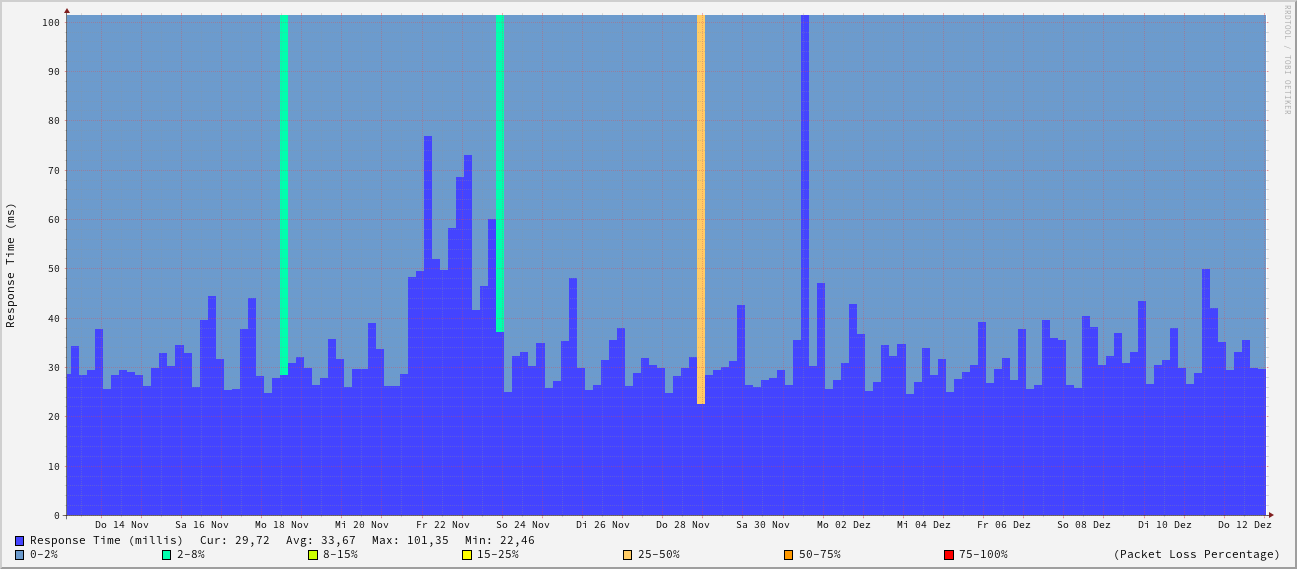 RRDTOOL / TOBI OETIKER
Response Time (ms)
100
90
80
70
60
50
40
30
20
10
0
Do 14 Nov Sa 16 Nov Mo 18 Nov Mi 20 Nov Fr 22 Nov So 24 Nov Di 26 Nov Do 28 Nov Sa 30 Nov Mo 02 Dez Mi 04 Dez Fr 06 Dez So 08 Dez Di 10 Dez Do 12 Dez
Response Time (millis) Cur: 29,72 Avg: 33,67 Max: 101,35 Min: 22,46
0-2% 2-8% 8-15% 15-25% 25-50% 50-75% 75-100% (Packet Loss Percentage)